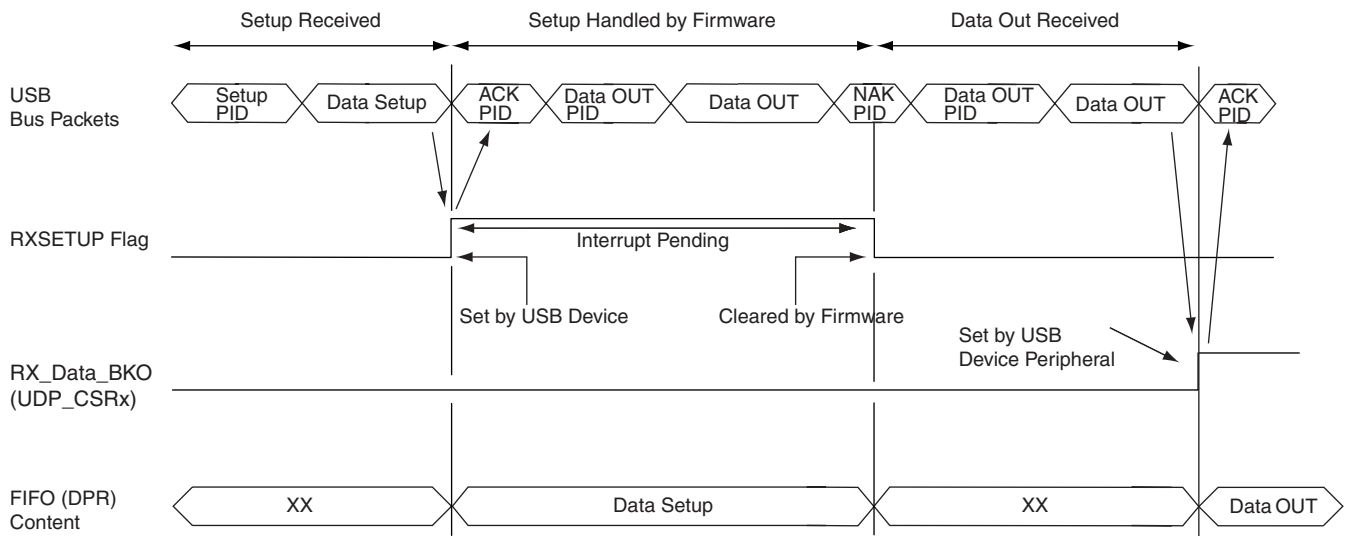 Setup Received
Setup Handled by Firmware
Data Out Received
USB
Bus Packets
Setup
PID
Data Setup
ACK
PID
Data OUT
PID
Data OUT
NAK
PID
Data OUT
PID
Data OUT
ACK
PID
RXSETUP Flag
Interrupt Pending
Set by USB Device
Cleared by Firmware
Set by USB
Device Peripheral
RX_Data_BKO
(UDP_CSRx)
FIFO (DPR)
Content
XX
Data Setup
XX
Data OUT